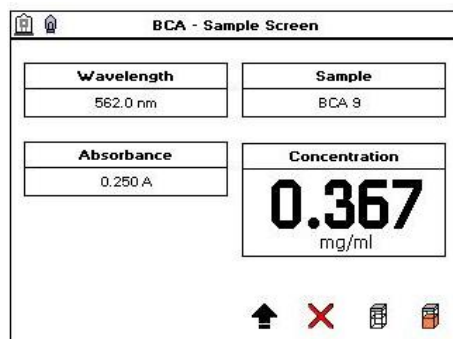 BCA - Sample Screen
Wavelength
562.0 nm
Sample
BCA 9
Absorbance
0.250 A
Concentration
0.367
mg/ml